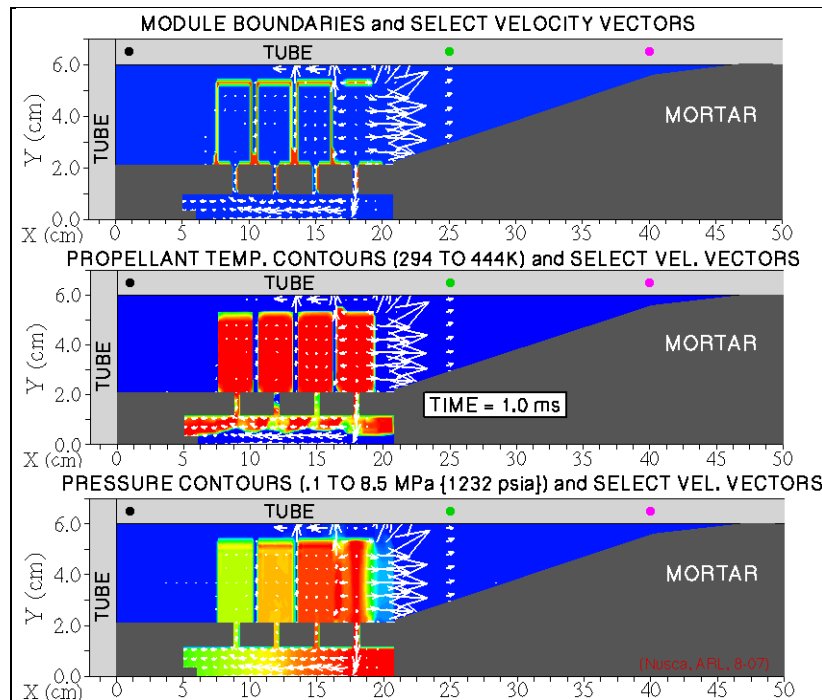 MODULE BOUNDARIES and SELECT VELOCITY VECTORS
TUBE
6.0
4.0
2.0
0.0
Y (cm)
TUBE
MORTAR
X (cm) 0 5 10 15 20 25 30 35 40 45 50
PROPELLANT TEMP. CONTOURS (294 TO 444K) and SELECT VEL. VECTORS
TUBE
6.0
4.0
2.0
0.0
Y (cm)
TUBE
MORTAR
TIME = 1.0 ms
X (cm) 0 5 10 15 20 25 30 35 40 45 50
PRESSURE CONTOURS (.1 TO 8.5 MPa {1232 psia}) and SELECT VEL. VECTORS
TUBE
6.0
4.0
2.0
0.0
Y (cm)
TUBE
MORTAR
(Nusca, ARL, 8-07)
X (cm) 0 5 10 15 20 25 30 35 40 45 50